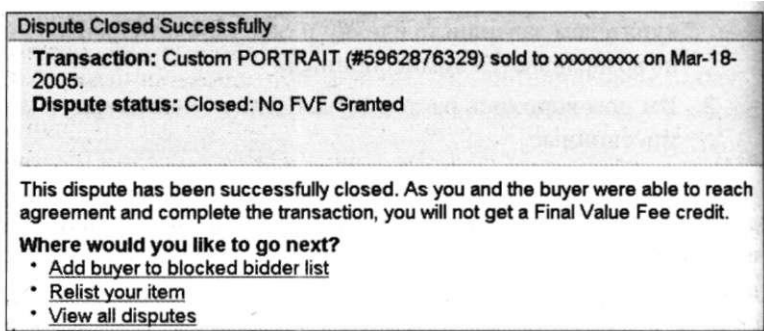 Dispute Closed Successfully
Transaction: Custom PORTRAIT (#5962876329) sold to xxxxxxxxx on Mar-18-
2005.
Dispute status: Closed: No FVF Granted
This dispute has been successfully closed. As you and the buyer were able to reach
agreement and complete the transaction, you will not get a Final Value Fee credit.
Where would you like to go next?
• Add buyer to blocked bidder list
• Relist your item
• View all disputes